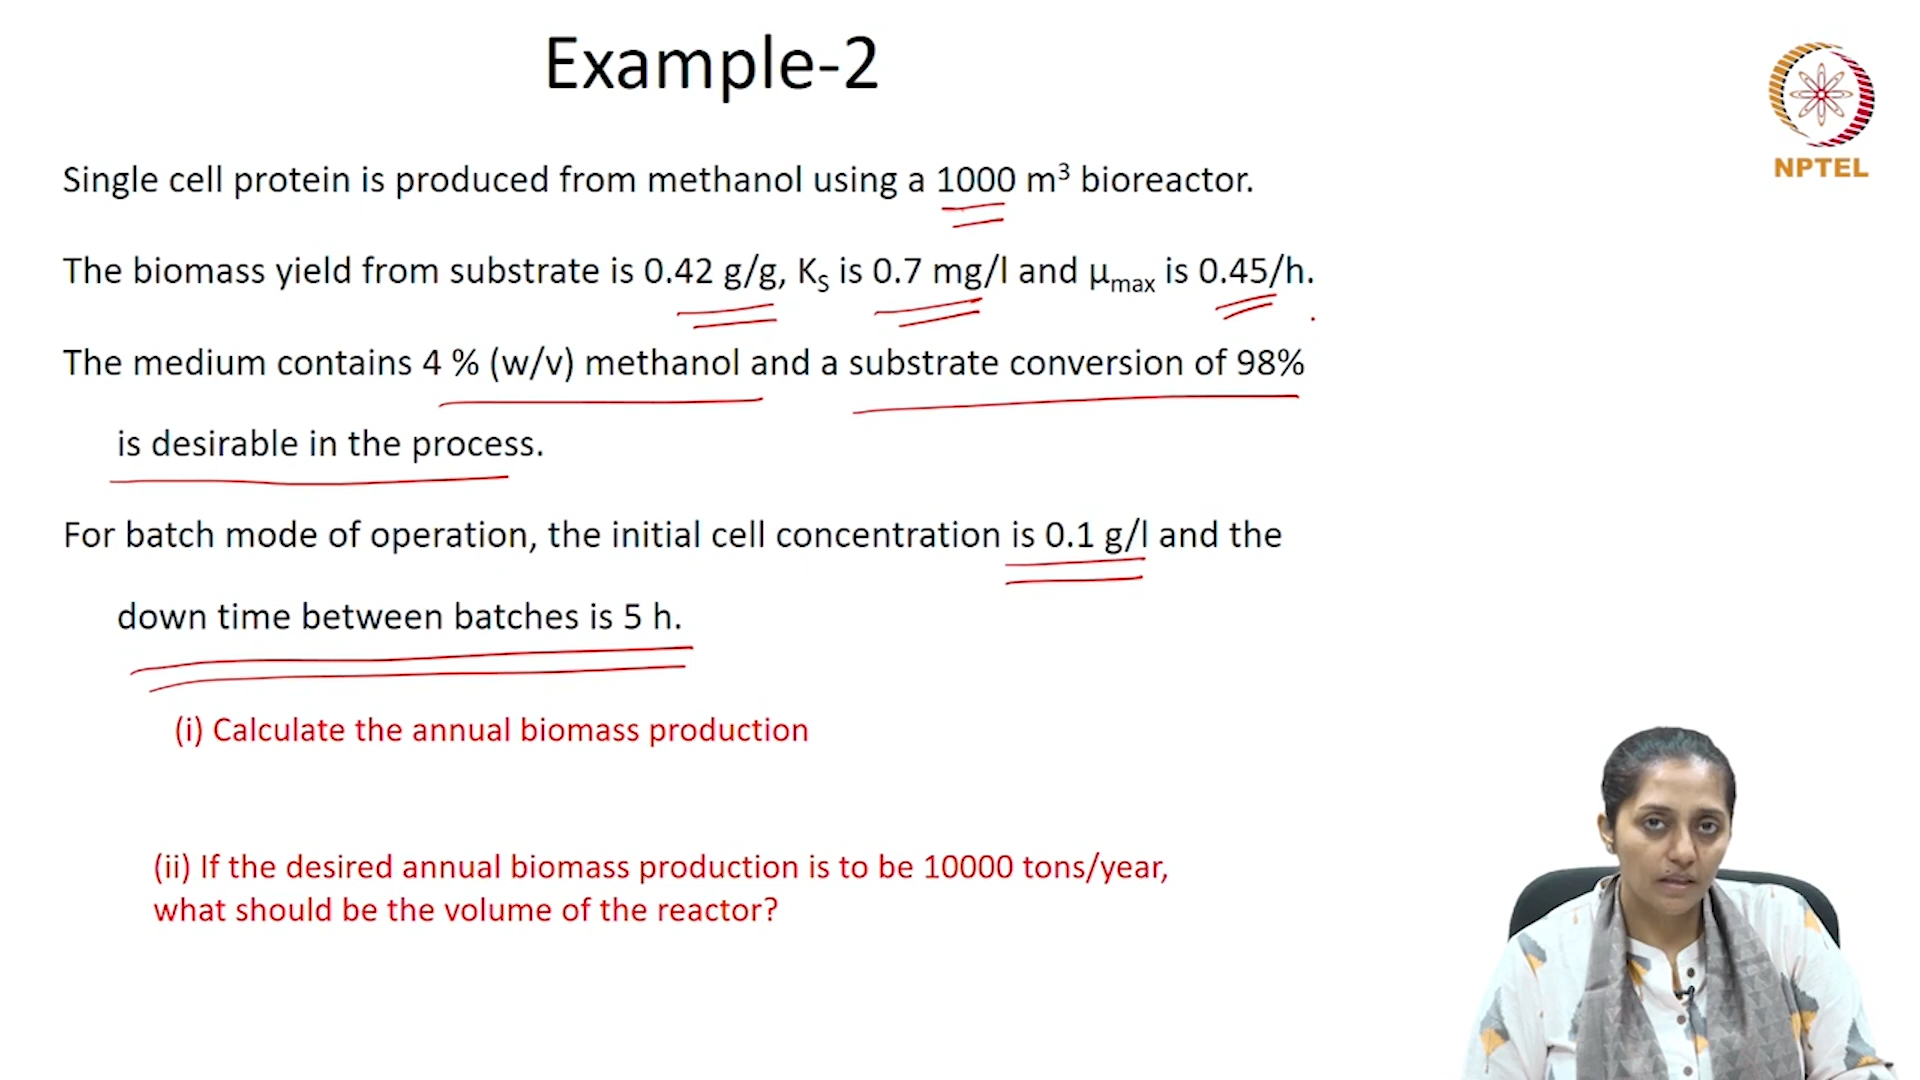 Example-2
NPTEL
Single cell protein is produced from methanol using a 1000 m³ bioreactor.
The biomass yield from substrate is 0.42 g/g, Kₛ is 0.7 mg/l and μmax is 0.45/h.
The medium contains 4 % (w/v) methanol and a substrate conversion of 98%
is desirable in the process.
For batch mode of operation, the initial cell concentration is 0.1 g/l and the
down time between batches is 5 h.
(i) Calculate the annual biomass production
(ii) If the desired annual biomass production is to be 10000 tons/year,
what should be the volume of the reactor?